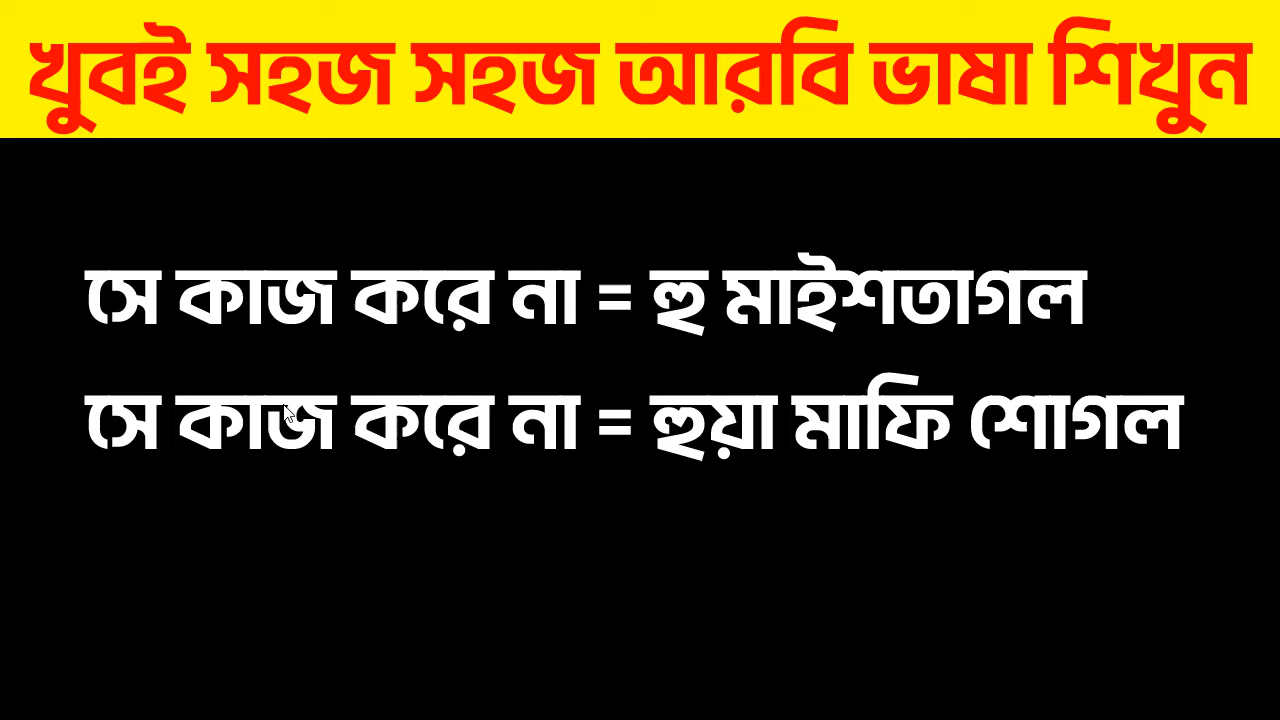 খুবই সহজ সহজ আরবি ভাষা শিখুন
সে কাজ করে না = হু মাইশতাগল
সে কাজ করে না = হুয়া মাফি শোগল